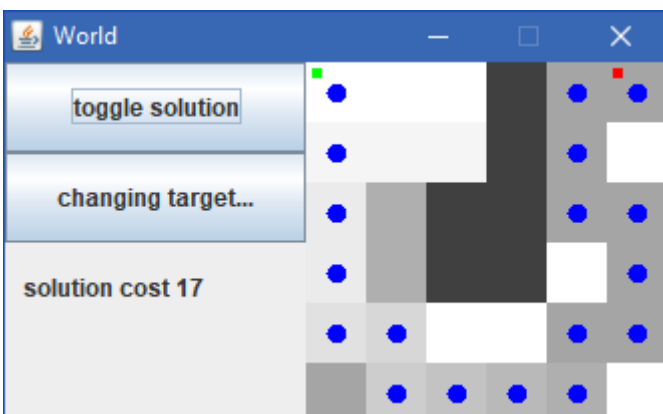 World
toggle solution
changing target...
solution cost 17